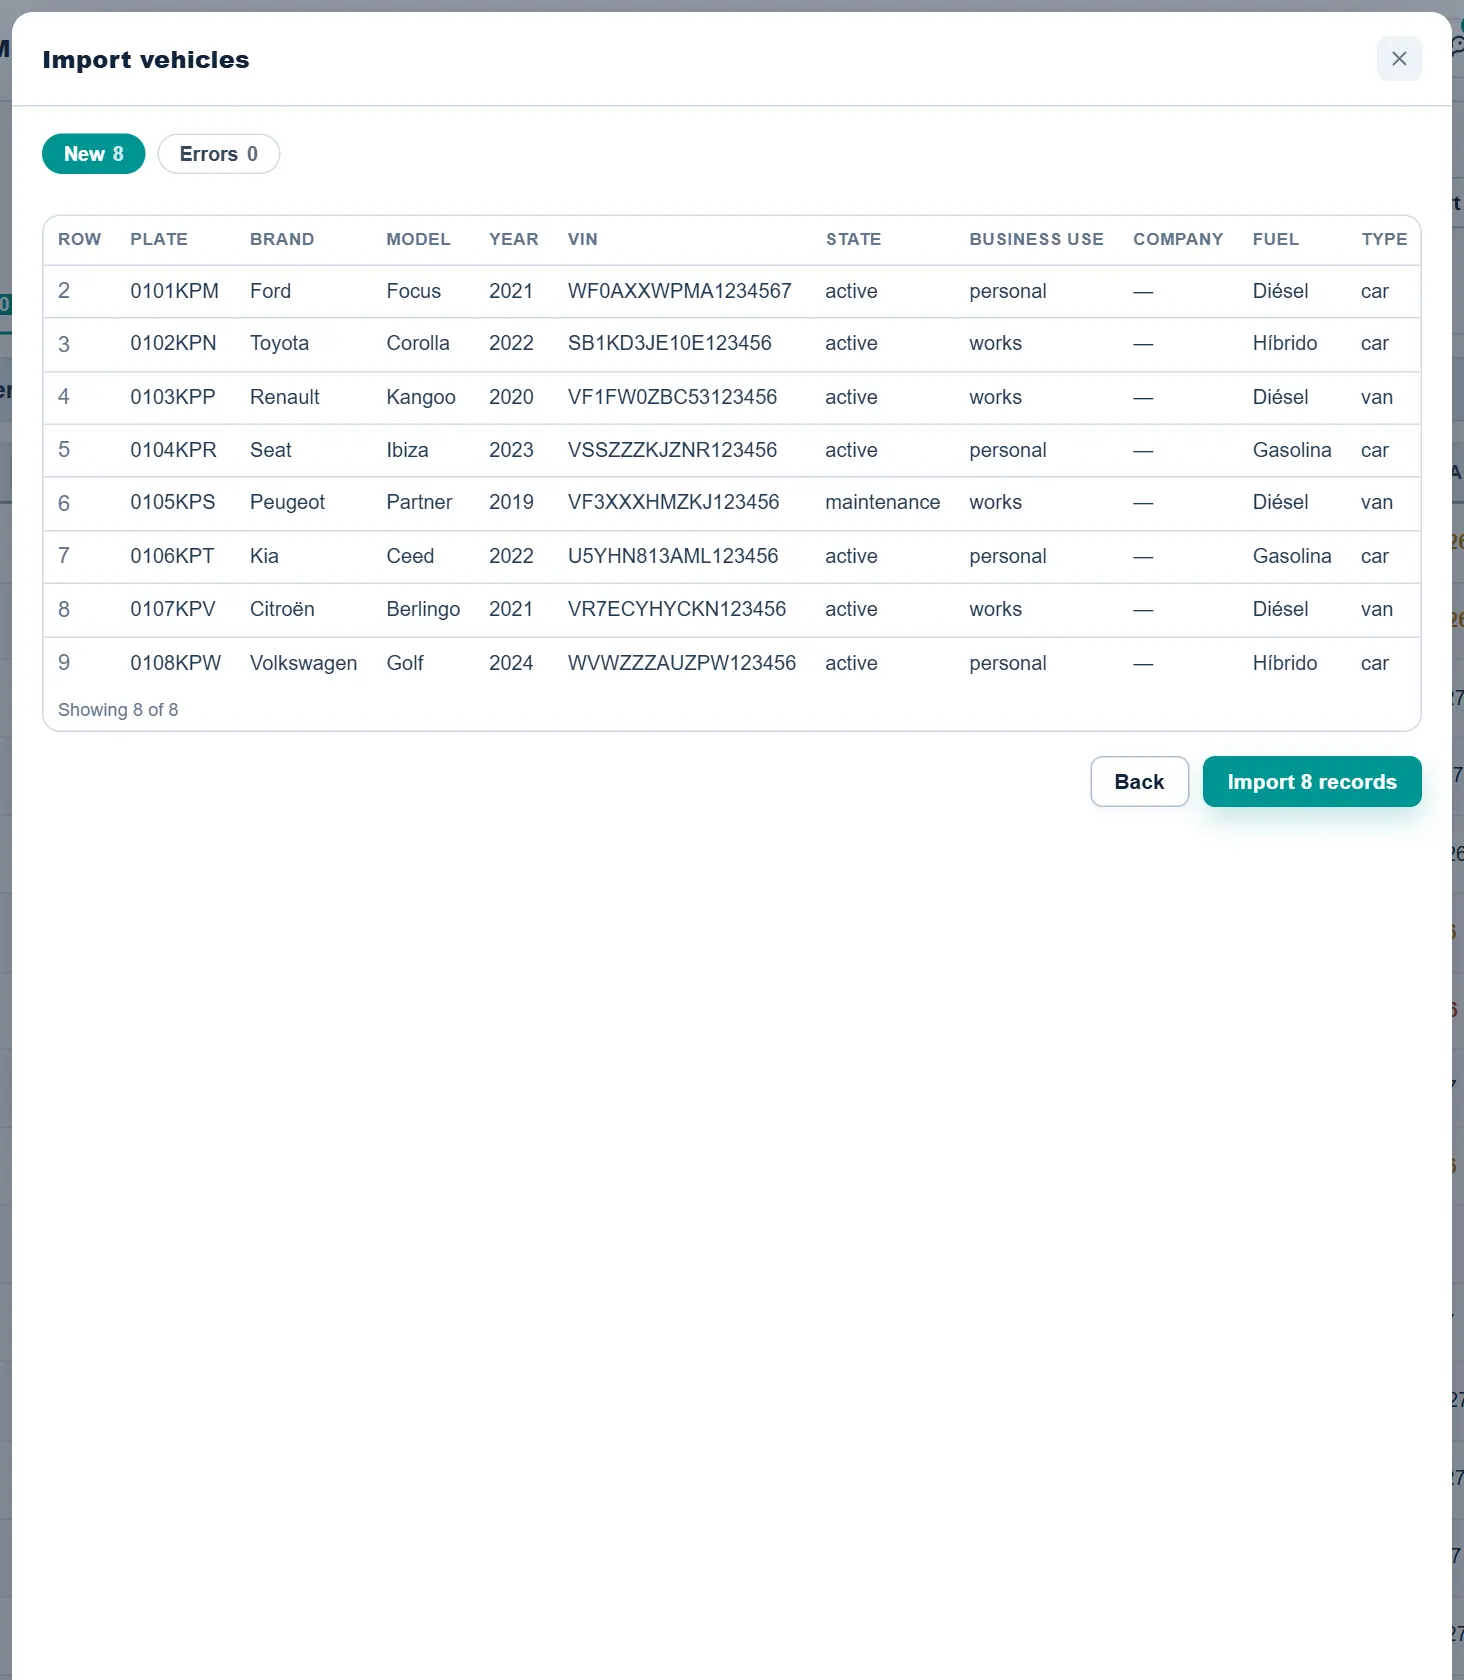 Import vehicles
New 8
Errors 0
ROW PLATE BRAND MODEL YEAR VIN STATE BUSINESS USE COMPANY FUEL TYPE
2 0101KPM Ford Focus 2021 WF0AXXWPMA1234567 active personal — Diésel car
3 0102KPN Toyota Corolla 2022 SB1KD3JE10E123456 active works — Híbrido car
4 0103KPP Renault Kangoo 2020 VF1FW0ZBC53123456 active works — Diésel van
5 0104KPR Seat Ibiza 2023 VSSZZZKJZNR123456 active personal — Gasolina car
6 0105KPS Peugeot Partner 2019 VF3XXXHMZKJ123456 maintenance works — Diésel van
7 0106KPT Kia Ceed 2022 U5YHN813AML123456 active personal — Gasolina car
8 0107KPV Citroën Berlingo 2021 VR7ECYHYCKN123456 active works — Diésel van
9 0108KPW Volkswagen Golf 2024 WVWZZZAUZPW123456 active personal — Híbrido car
Showing 8 of 8
Back
Import 8 records